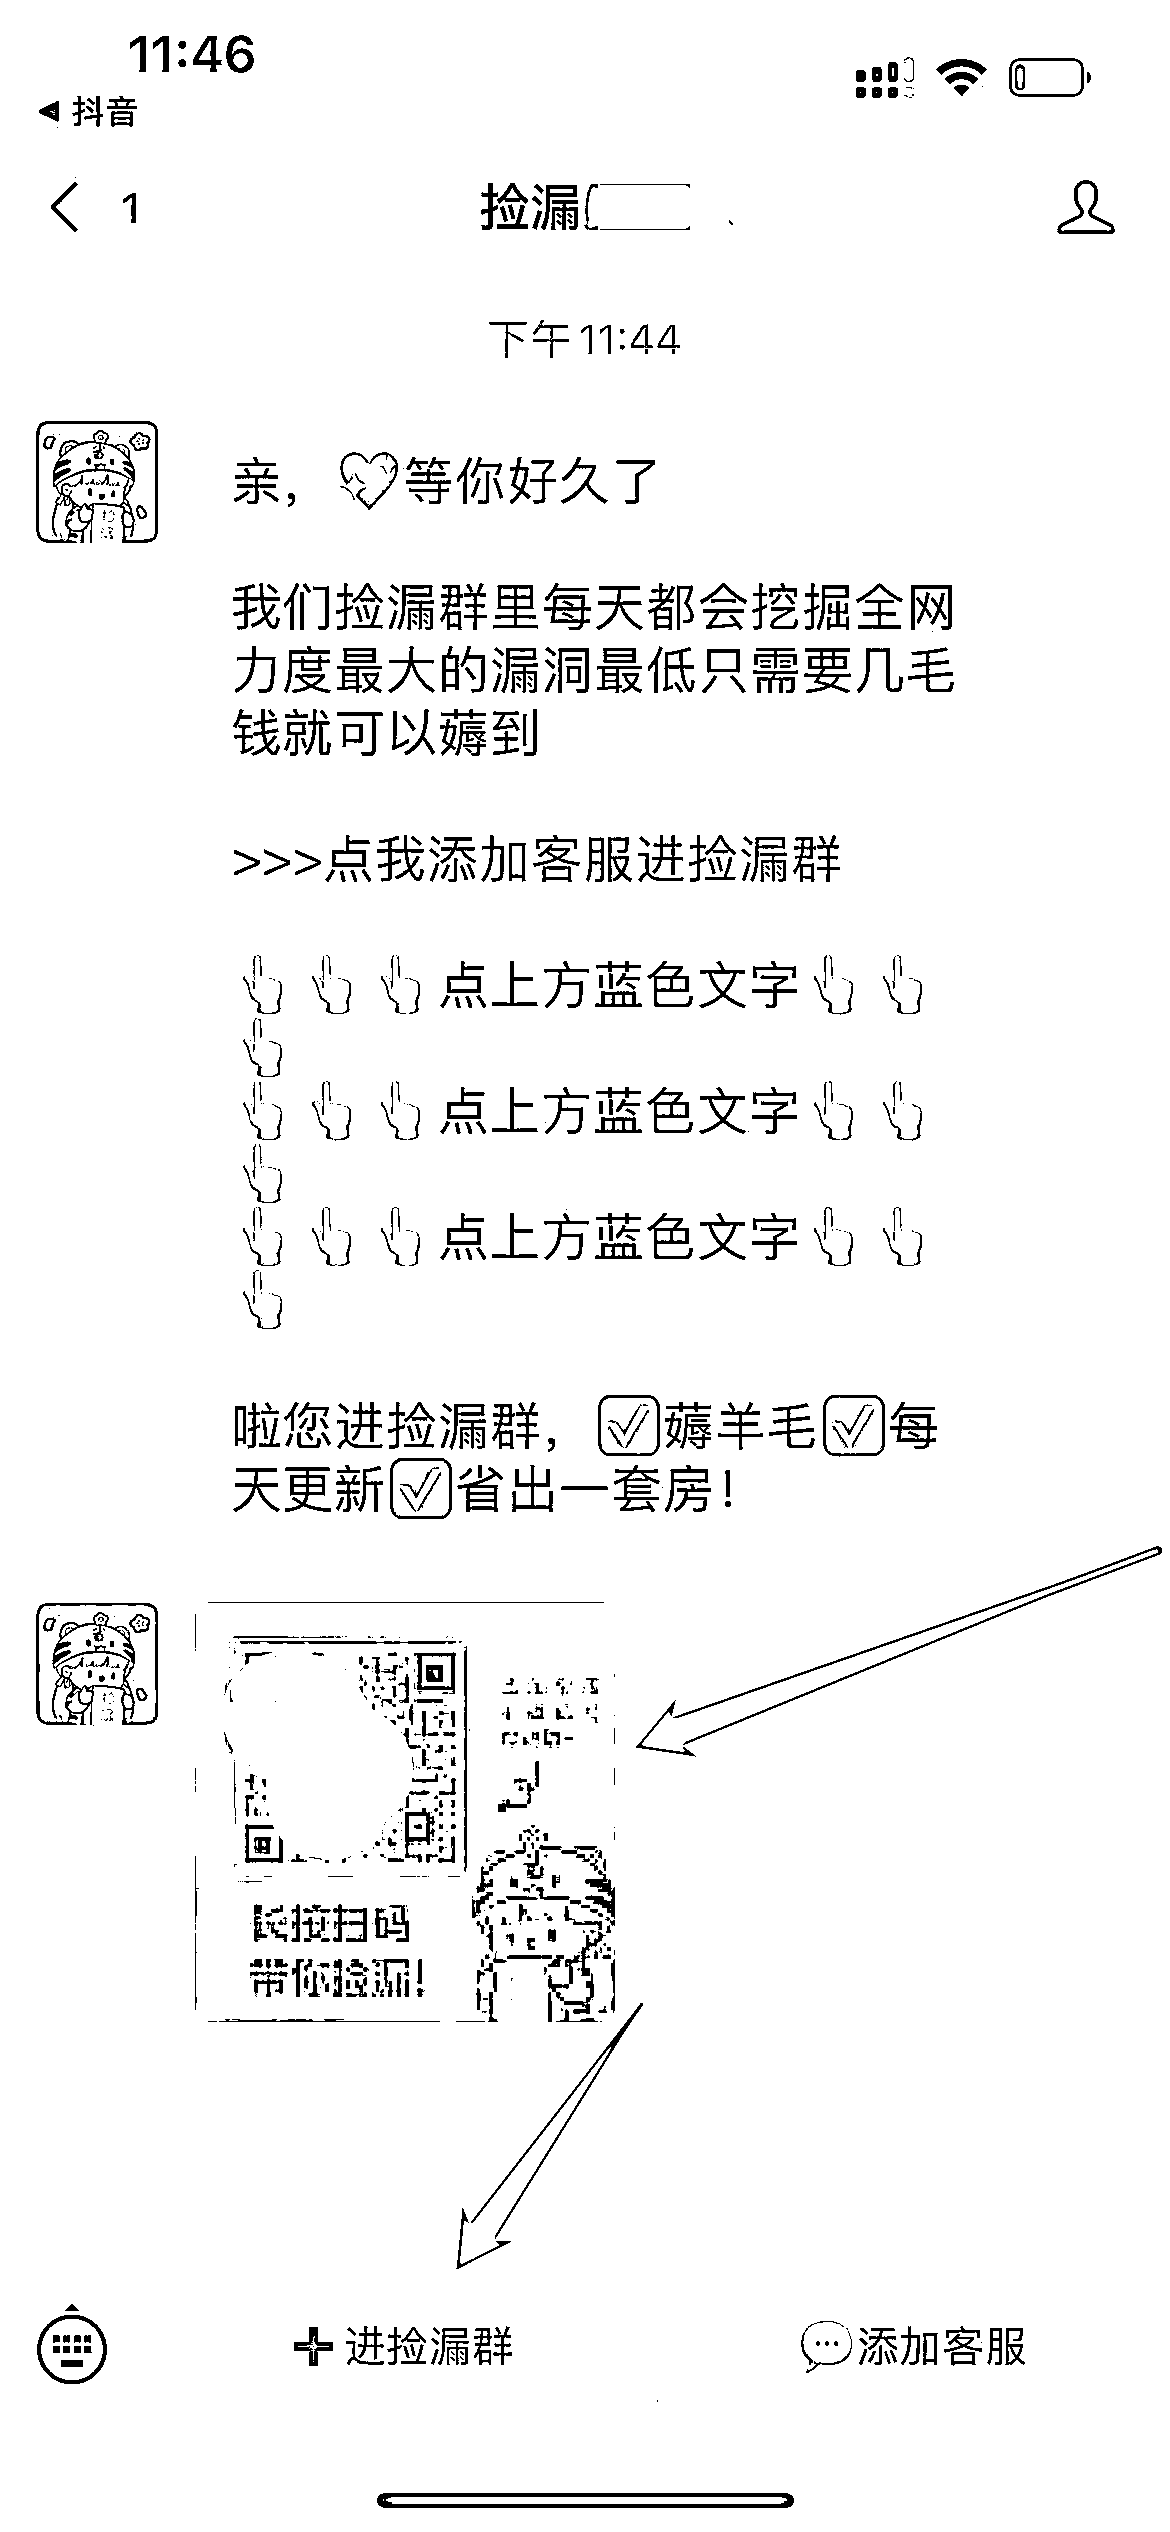 11:46
抖音
1
捡漏
下午 11:44
亲，等你好久了
我们捡漏群里每天都会挖掘全网
力度最大的漏洞最低只需要几毛
钱就可以薅到
>>>点我添加客服进捡漏群
👆👆👆点上方蓝色文字👆👆
👆
👆👆👆点上方蓝色文字👆👆
👆
👆👆👆点上方蓝色文字👆👆
👆
啦您进捡漏群，✅薅羊毛✅每
天更新✅省出一套房！
长按扫码
带你捡漏！
进捡漏群
添加客服